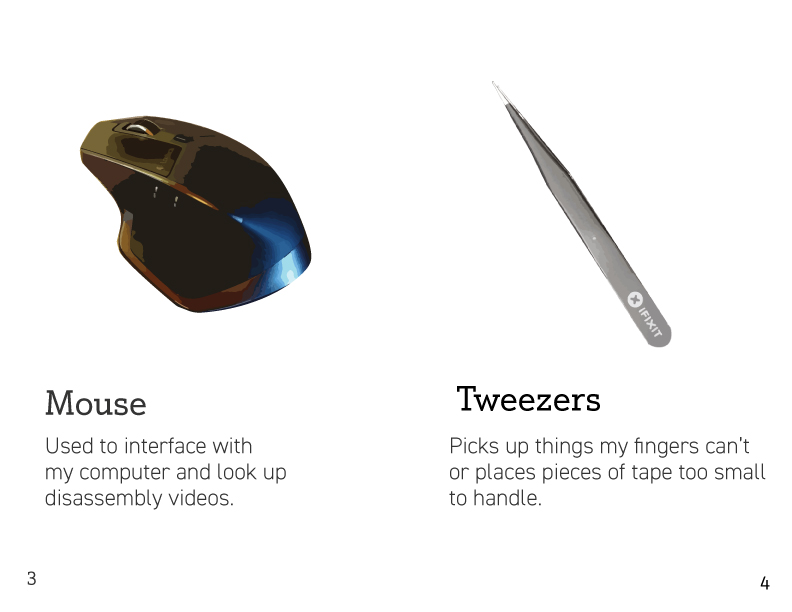 iFIXIT
Mouse
Used to interface with
my computer and look up
disassembly videos.
3
Tweezers
Picks up things my fingers can't
or places pieces of tape too small
to handle.
4